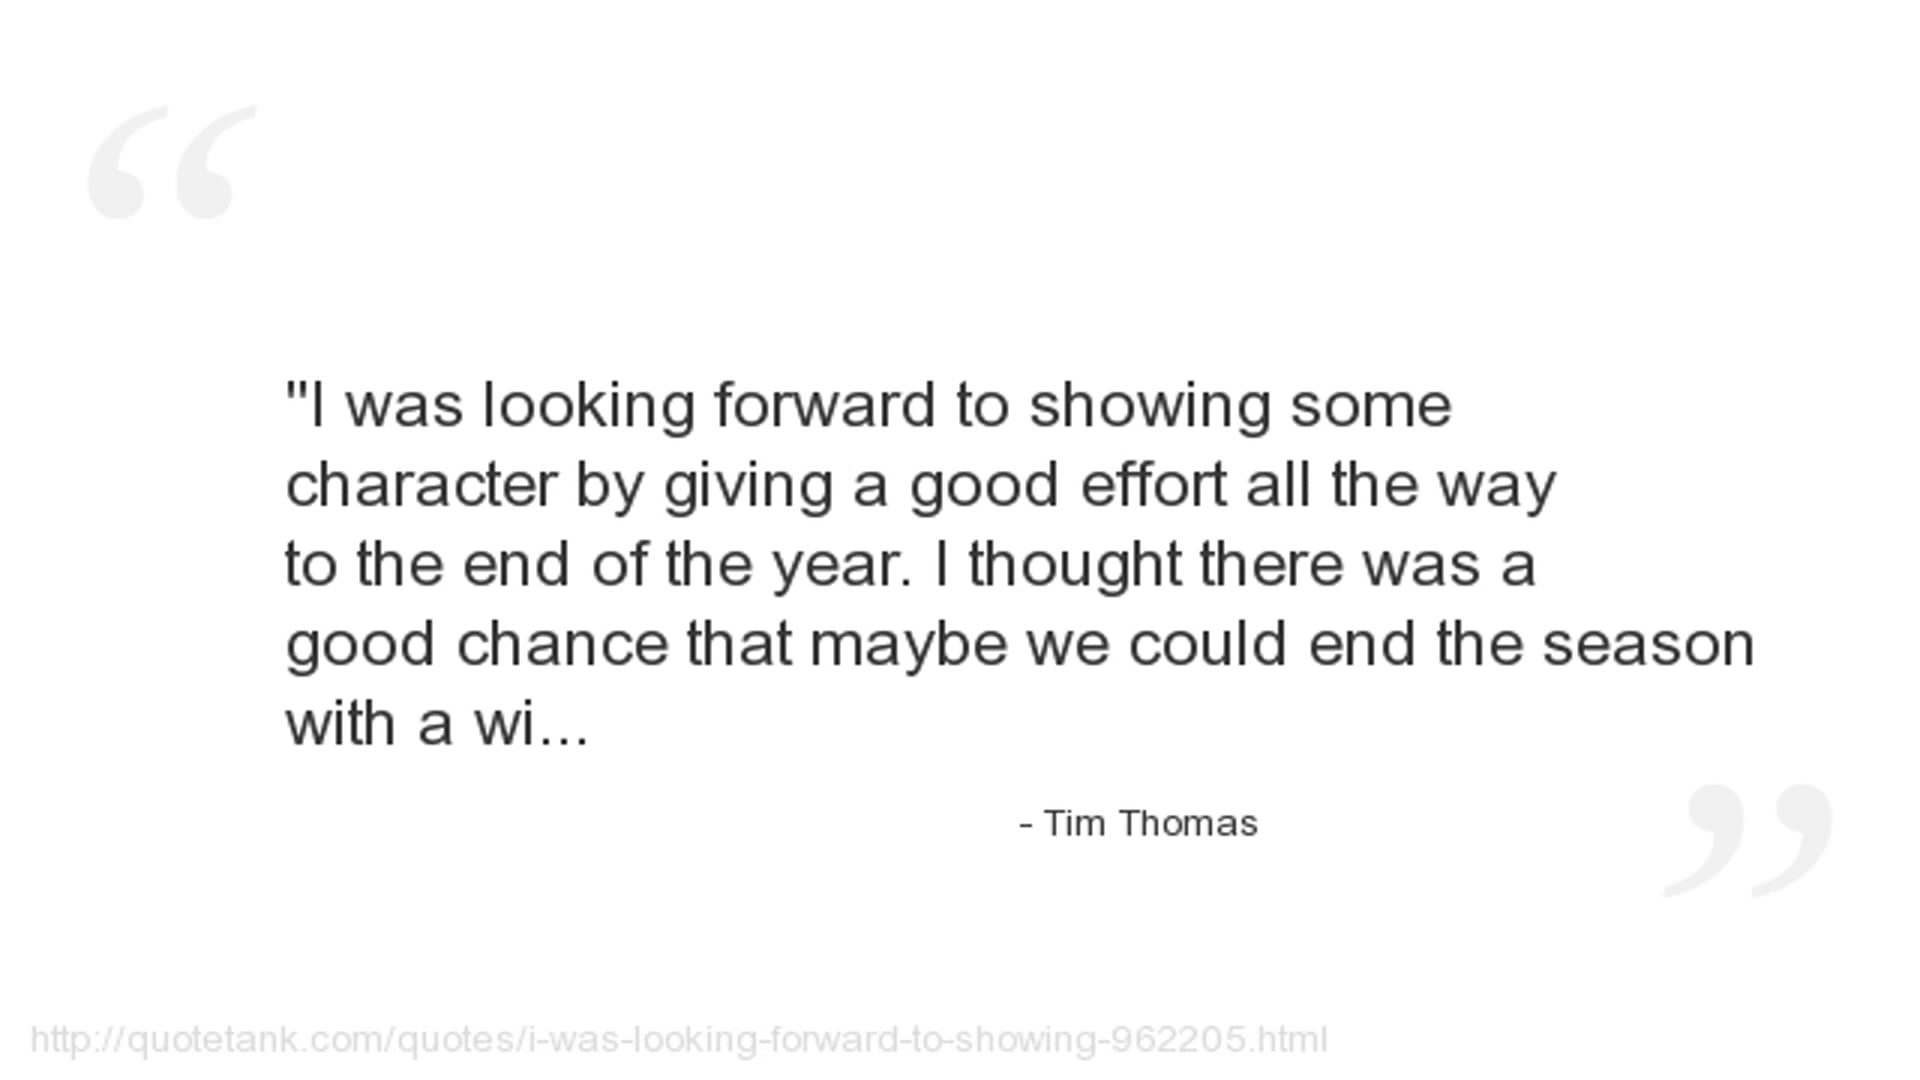 "I was looking forward to showing some
character by giving a good effort all the way
to the end of the year. I thought there was a
good chance that maybe we could end the season
with a wi...
- Tim Thomas
http://quotetank.com/quotes/i-was-looking-forward-to-showing-962205.html